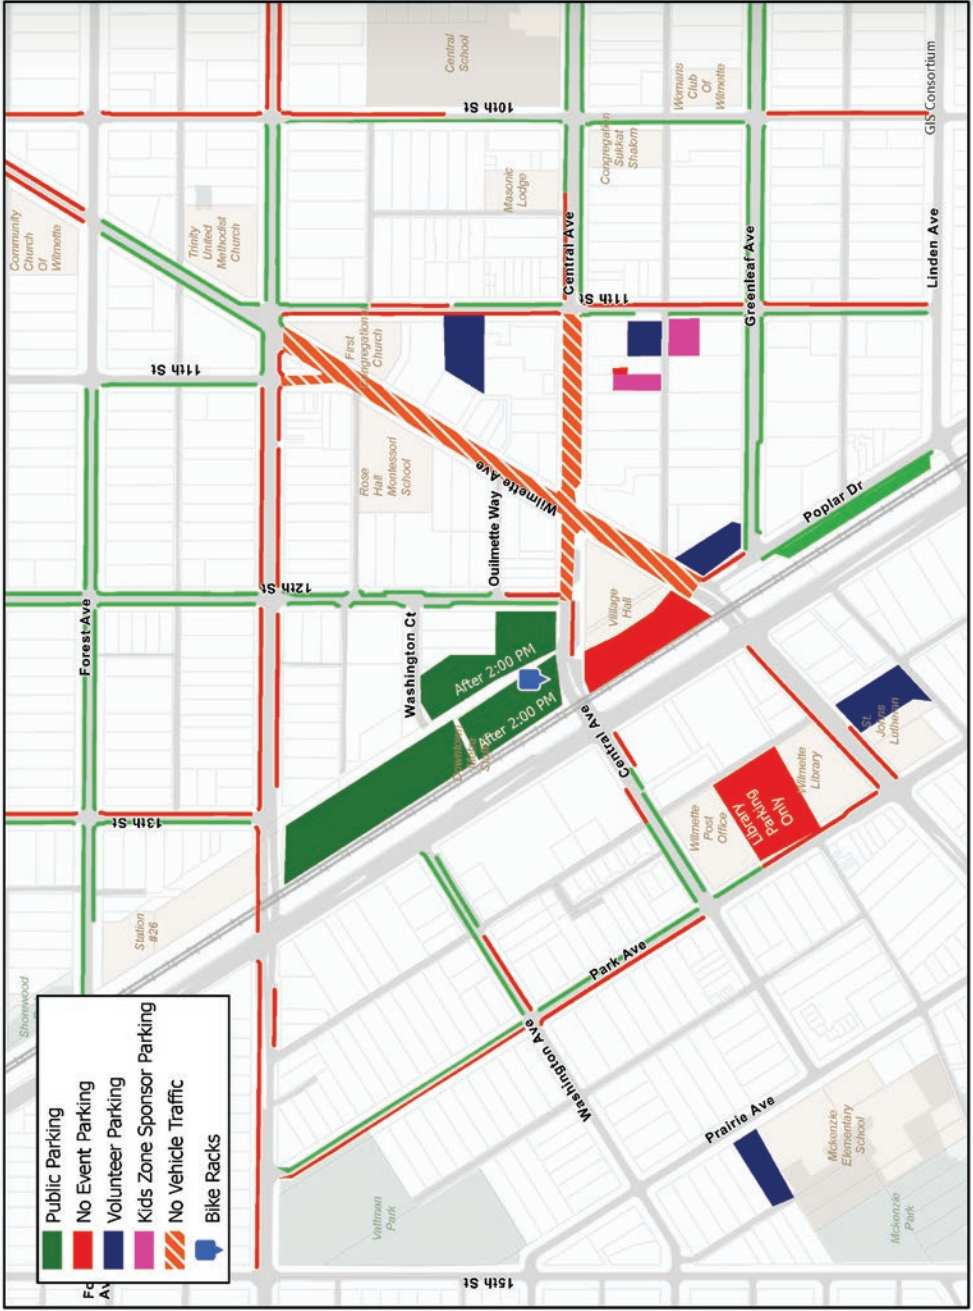 Public Parking
No Event Parking
Volunteer Parking
Kids Zone Sponsor Parking
No Vehicle Traffic
Bike Racks
Community
Church
Of
Wilmette
Trinity
United
Methodist
Church
Central
School
10th St
Womans
Club
Of
Wilmette
Congregation
Sukkat
Shalom
Masonic
Lodge
GIS Consortium
Linden Ave
Greenleaf Ave
Central Ave
11th St
11th St
First
Congregational
Church
Rose
Hall
Montessori
School
Wilmette Ave
Ouilmette Way
Poplar Dr
12th St
Forest Ave
Washington Ct
Village
Hall
After 2:00 PM
After 2:00 PM
St.
Johns
Lutheran
Central Ave
Wilmette
Library
Library
Parking
Only
Wilmette
Post
Office
13th St
Station
#26
Shorewood
Park Ave
Washington Ave
Prairie Ave
Mckenzie
Elementary
School
Mckenzie
Park
Vattman
Park
15th St
Fo
Av